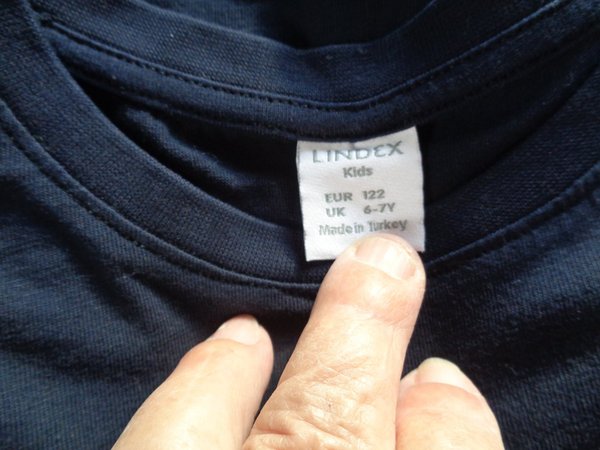 LINDEX
Kids
EUR 122
UK 6-7Y
Made in Turkey